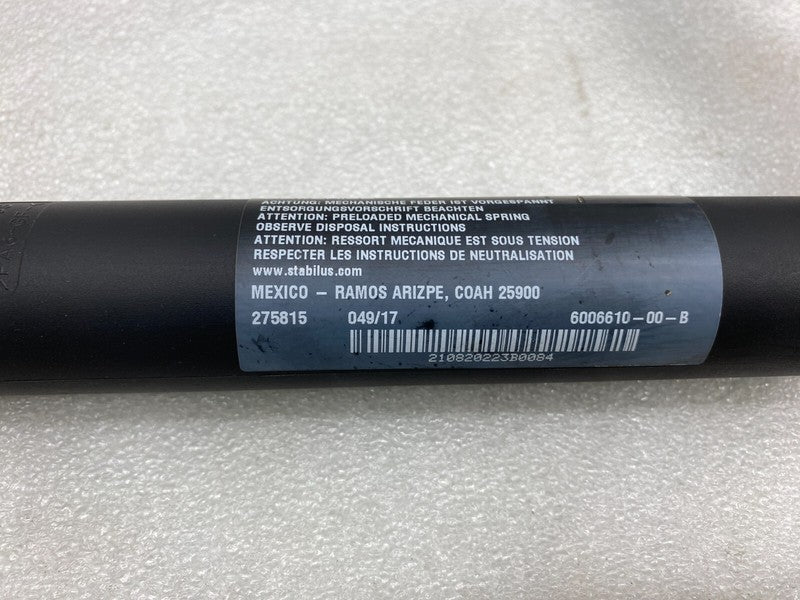 ACHTUNG: MECHANISCHE FEDER IST VORGESPANNT
ENTSORGUNGSVORSCHRIFT BEACHTEN
ATTENTION: PRELOADED MECHANICAL SPRING
OBSERVE DISPOSAL INSTRUCTIONS
ATTENTION: RESSORT MECANIQUE EST SOUS TENSION
RESPECTER LES INSTRUCTIONS DE NEUTRALISATION
www.stabilus.com
MEXICO – RAMOS ARIZPE, COAH 25900
275815 049/17 6006610–00–B
210820223B0084